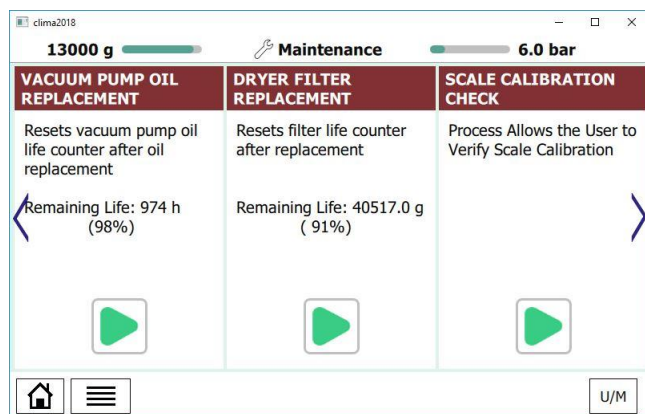 clima2018
13000 g
Maintenance
6.0 bar
VACUUM PUMP OIL
REPLACEMENT
Resets vacuum pump oil
life counter after oil
replacement
Remaining Life: 974 h
(98%)
DRYER FILTER
REPLACEMENT
Resets filter life counter
after replacement
Remaining Life: 40517.0 g
( 91%)
SCALE CALIBRATION
CHECK
Process Allows the User to
Verify Scale Calibration
U/M